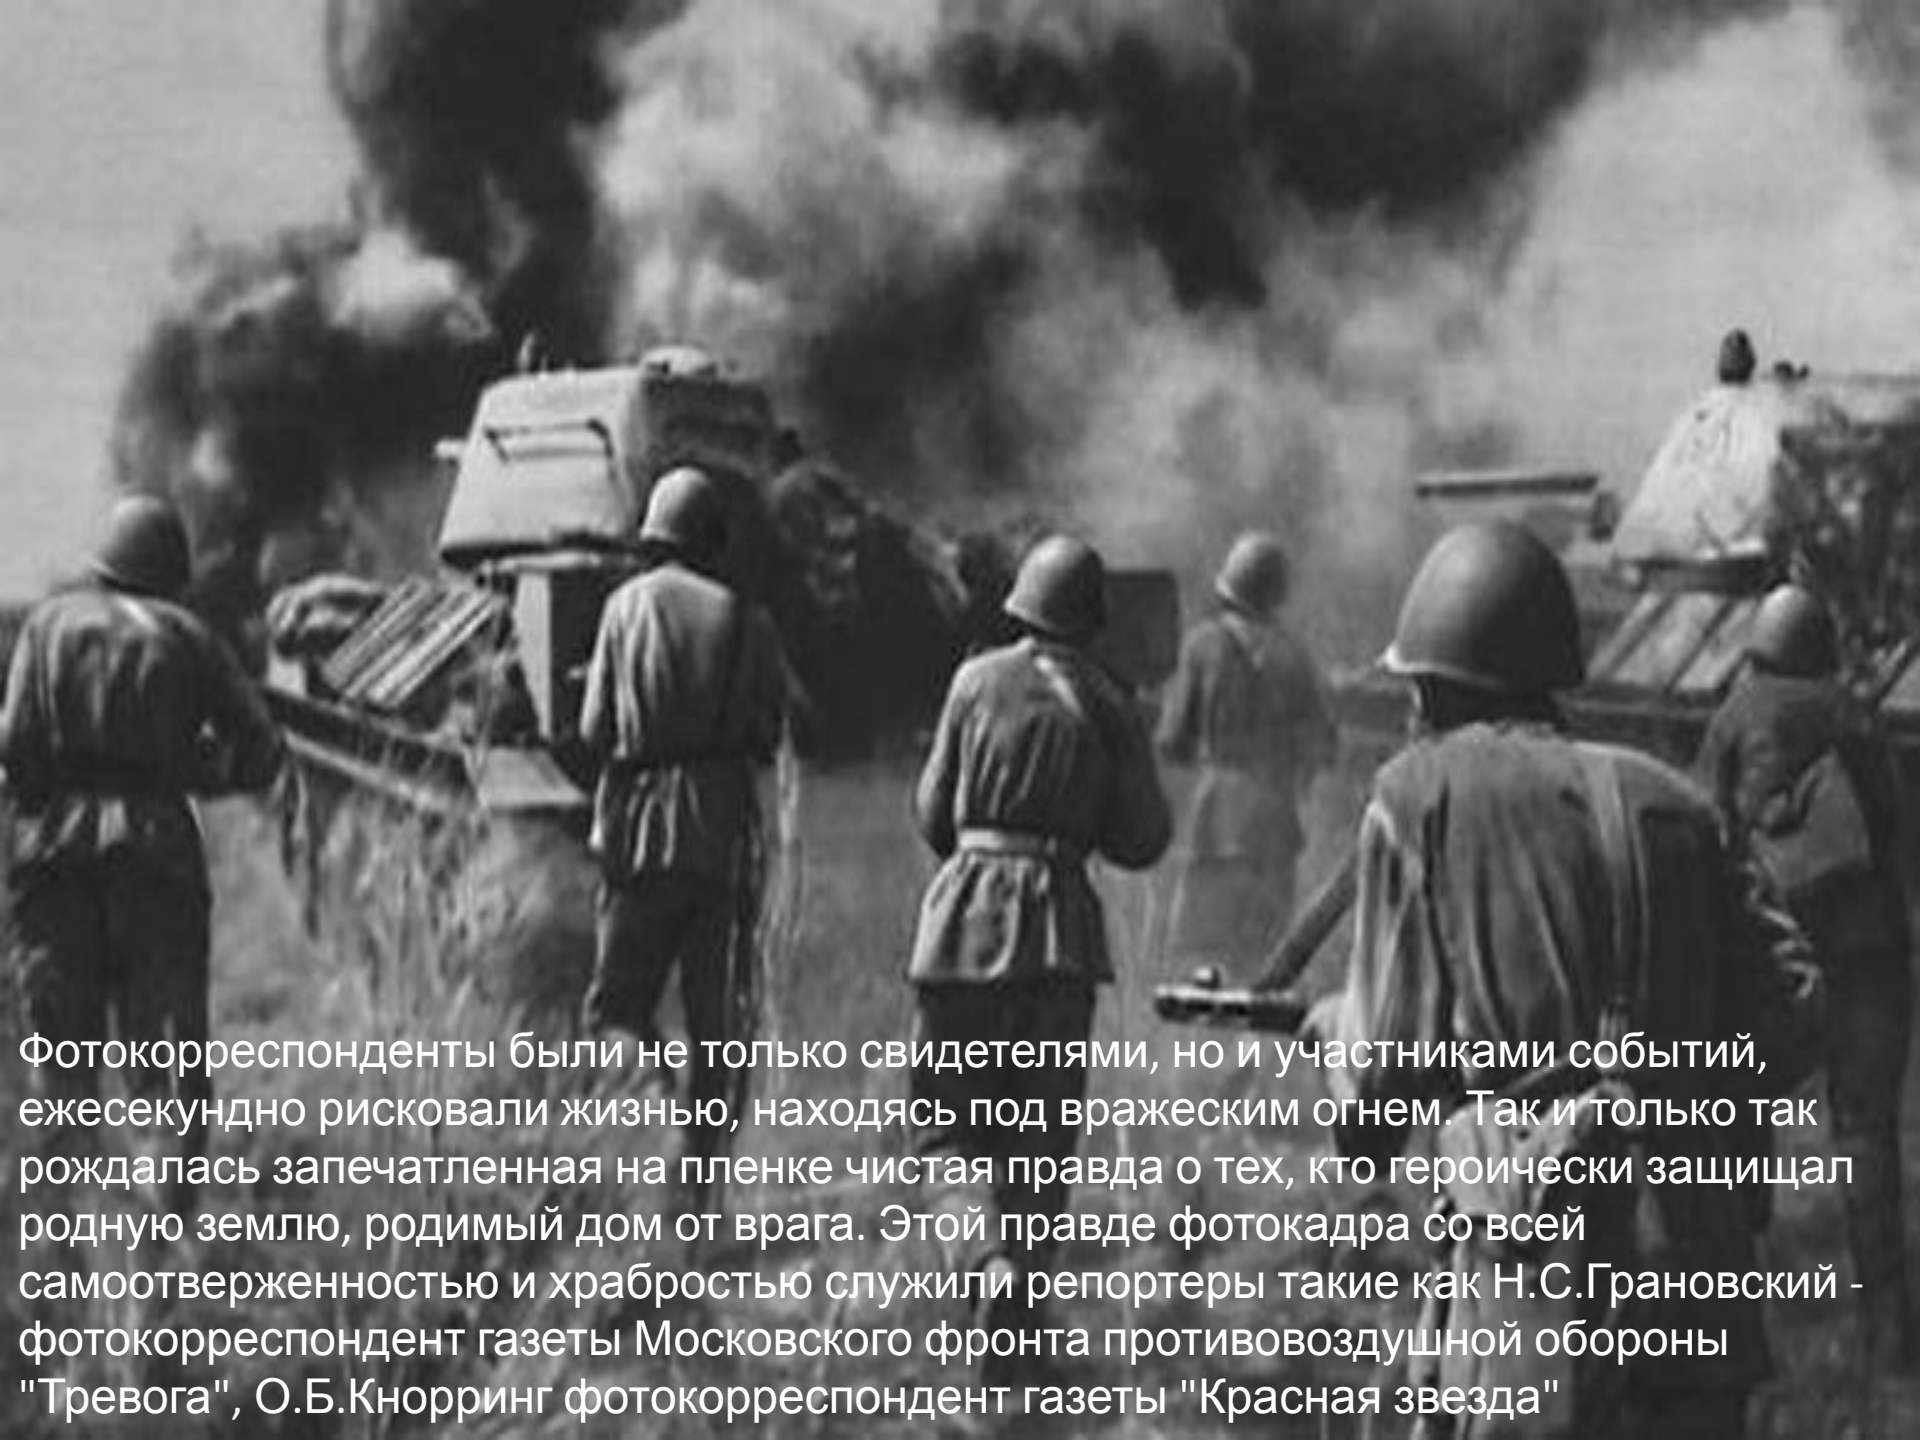 Фотокорреспонденты были не только свидетелями, но и участниками событий,
ежесекундно рисковали жизнью, находясь под вражеским огнем. Так и только так
рождалась запечатленная на пленке чистая правда о тех, кто героически защищал
родную землю, родимый дом от врага. Этой правде фотокадра со всей
самоотверженностью и храбростью служили репортеры такие как Н.С.Грановский -
фотокорреспондент газеты Московского фронта противовоздушной обороны
"Тревога", О.Б.Кнорринг фотокорреспондент газеты "Красная звезда"